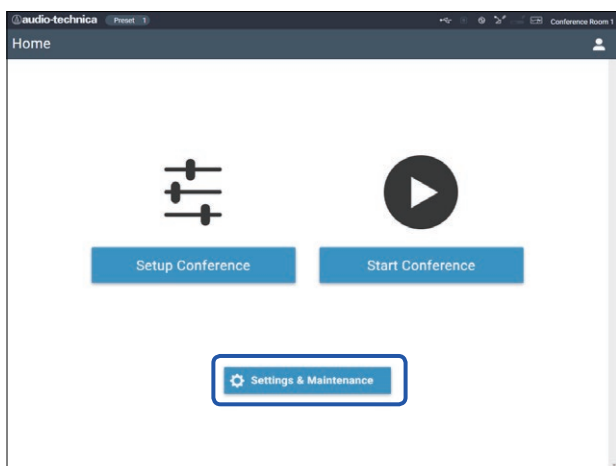 audio-technica Preset 1 Conference Room 1
Home
Setup Conference Start Conference
Settings & Maintenance